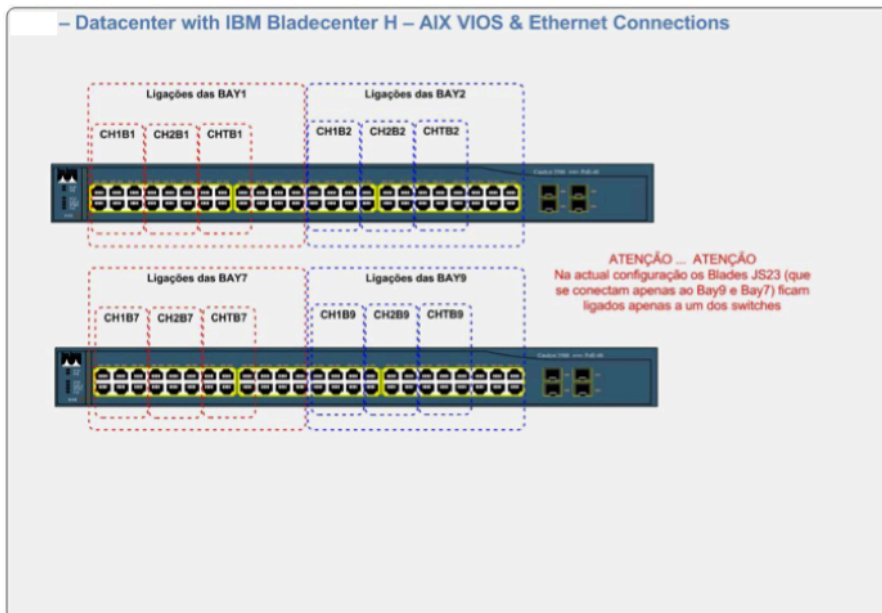 – Datacenter with IBM Bladecenter H – AIX VIOS & Ethernet Connections
Ligações das BAY1
Ligações das BAY2
CH1B1
CH2B1
CHTB1
CH1B2
CH2B2
CHTB2
ATENÇÃO ... ATENÇÃO
Na actual configuração os Blades JS23 (que
se conectam apenas ao Bay9 e Bay7) ficam
ligados apenas a um dos switches
Ligações das BAY7
Ligações das BAY9
CH1B7
CH2B7
CHTB7
CH1B9
CH2B9
CHTB9